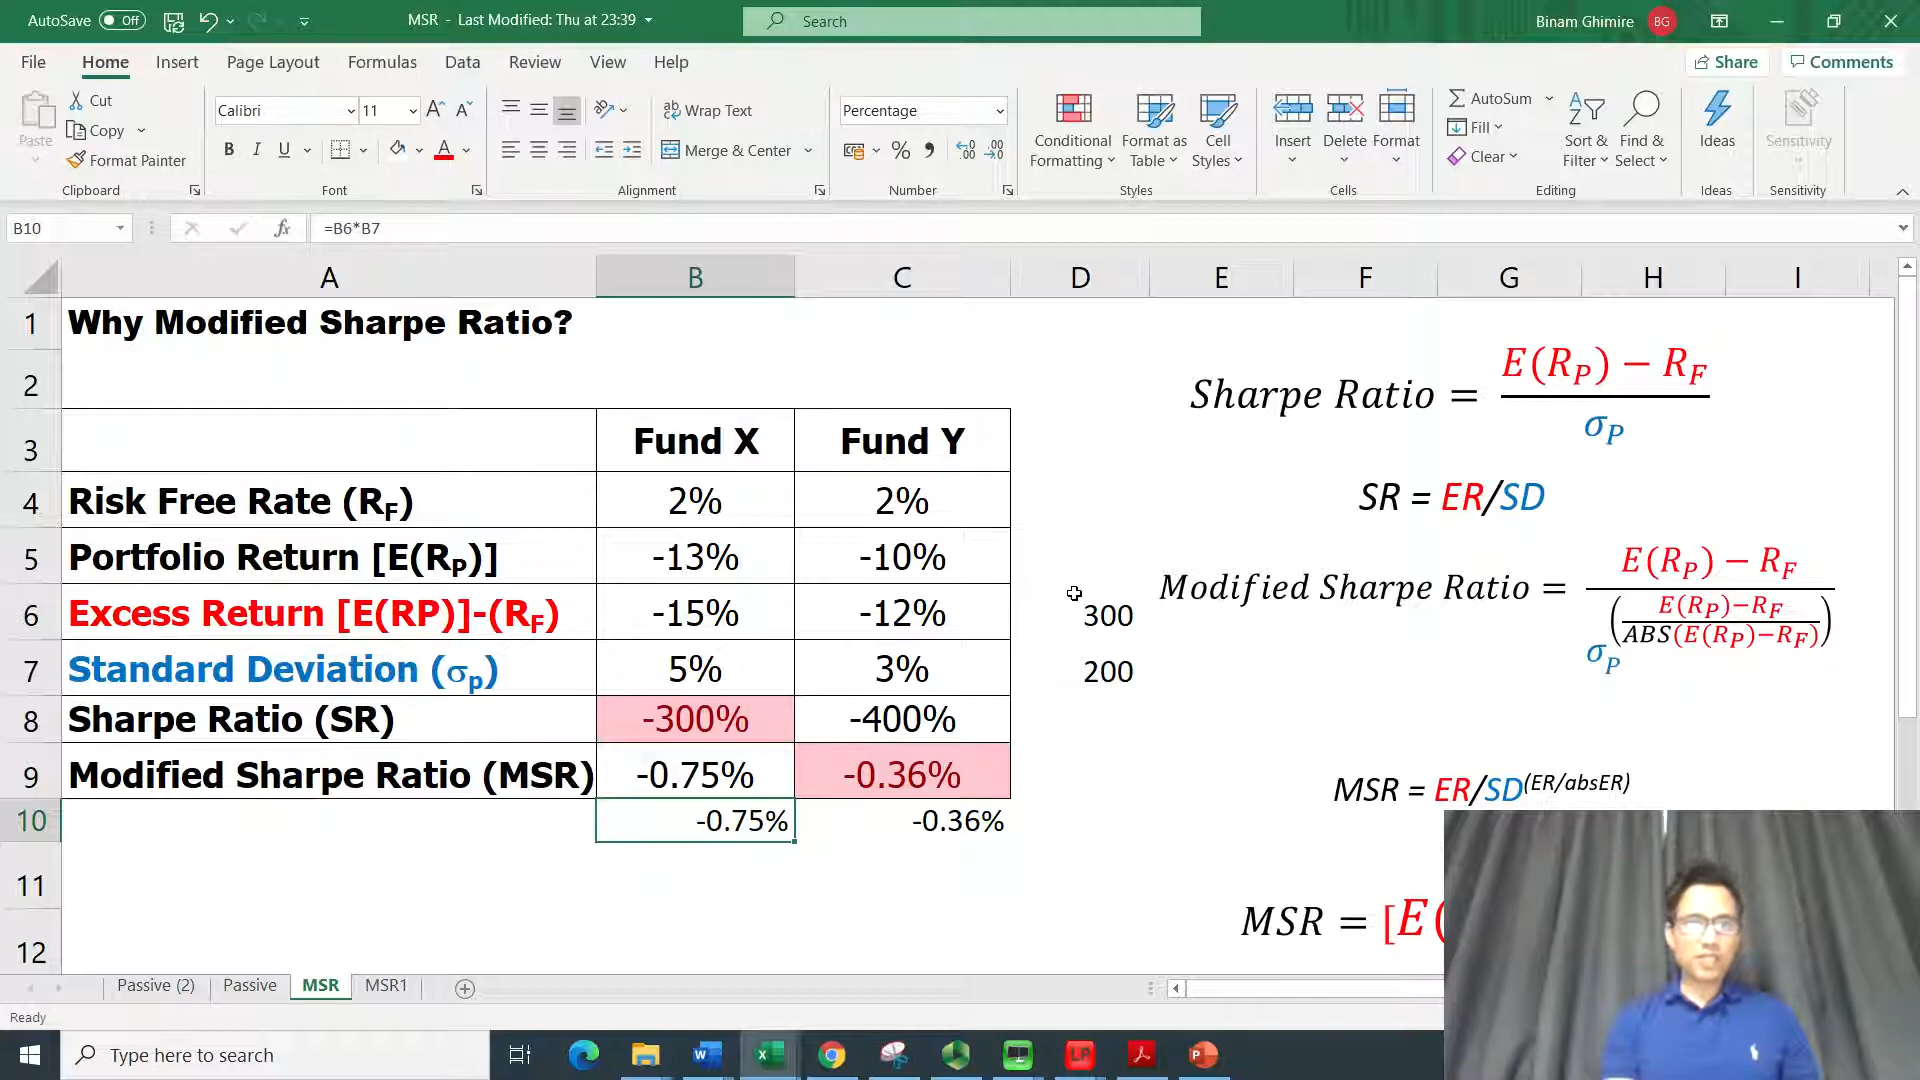 AutoSave Off MSR - Last Modified: Thu at 23:39 Search Binam Ghimire BG
File Home Insert Page Layout Formulas Data Review View Help Share Comments
Paste Cut Copy Format Painter Clipboard
Calibri 11 B I U A Font
Wrap Text Merge & Center Alignment
Percentage % Number
Conditional Formatting Format as Table Cell Styles Styles
Insert Delete Format Cells
AutoSum Fill Clear Sort & Filter Find & Select Editing
Ideas Ideas
Sensitivity Sensitivity
B10 fx =B6*B7
A B C D E F G H I
1 Why Modified Sharpe Ratio?
2
3 Fund X Fund Y
4 Risk Free Rate (RF) 2% 2%
5 Portfolio Return [E(RP)] -13% -10%
6 Excess Return [E(RP)]-(RF) -15% -12% 300
7 Standard Deviation (σp) 5% 3% 200
8 Sharpe Ratio (SR) -300% -400%
9 Modified Sharpe Ratio (MSR) -0.75% -0.36%
10 -0.75% -0.36%
11
12
Sharpe Ratio = E(RP) − RF / σP
SR = ER/SD
Modified Sharpe Ratio = E(RP) − RF / σP^(E(RP)−RF / ABS(E(RP)−RF))
MSR = ER/SD(ER/absER)
MSR = [E(
Passive (2) Passive MSR MSR1
Ready
Type here to search